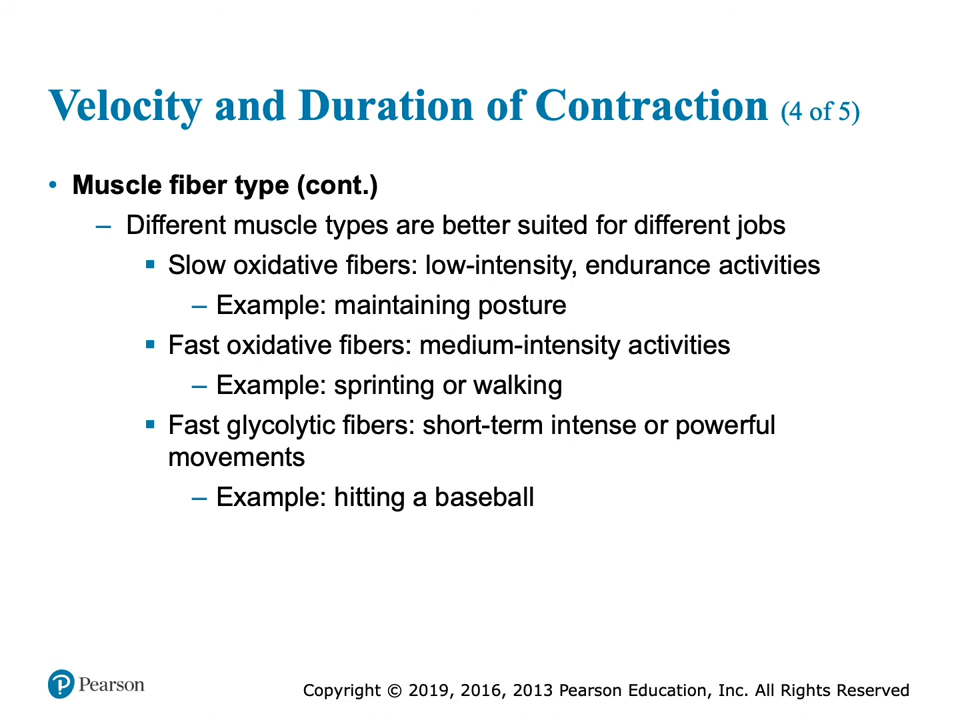 Velocity and Duration of Contraction (4 of 5)
• Muscle fiber type (cont.)
– Different muscle types are better suited for different jobs
▪ Slow oxidative fibers: low-intensity, endurance activities
– Example: maintaining posture
▪ Fast oxidative fibers: medium-intensity activities
– Example: sprinting or walking
▪ Fast glycolytic fibers: short-term intense or powerful
movements
– Example: hitting a baseball
P Pearson
Copyright © 2019, 2016, 2013 Pearson Education, Inc. All Rights Reserved